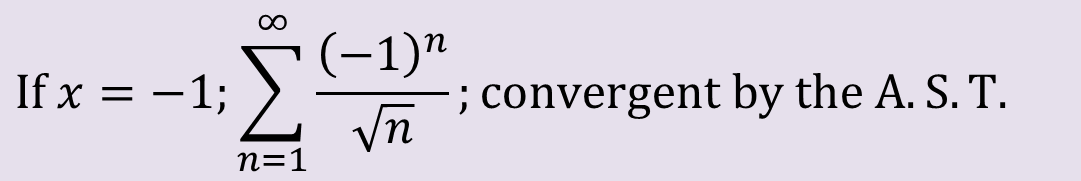 If x = −1; ∑_{n=1}^{∞} (−1)^n / √n ; convergent by the A. S. T.